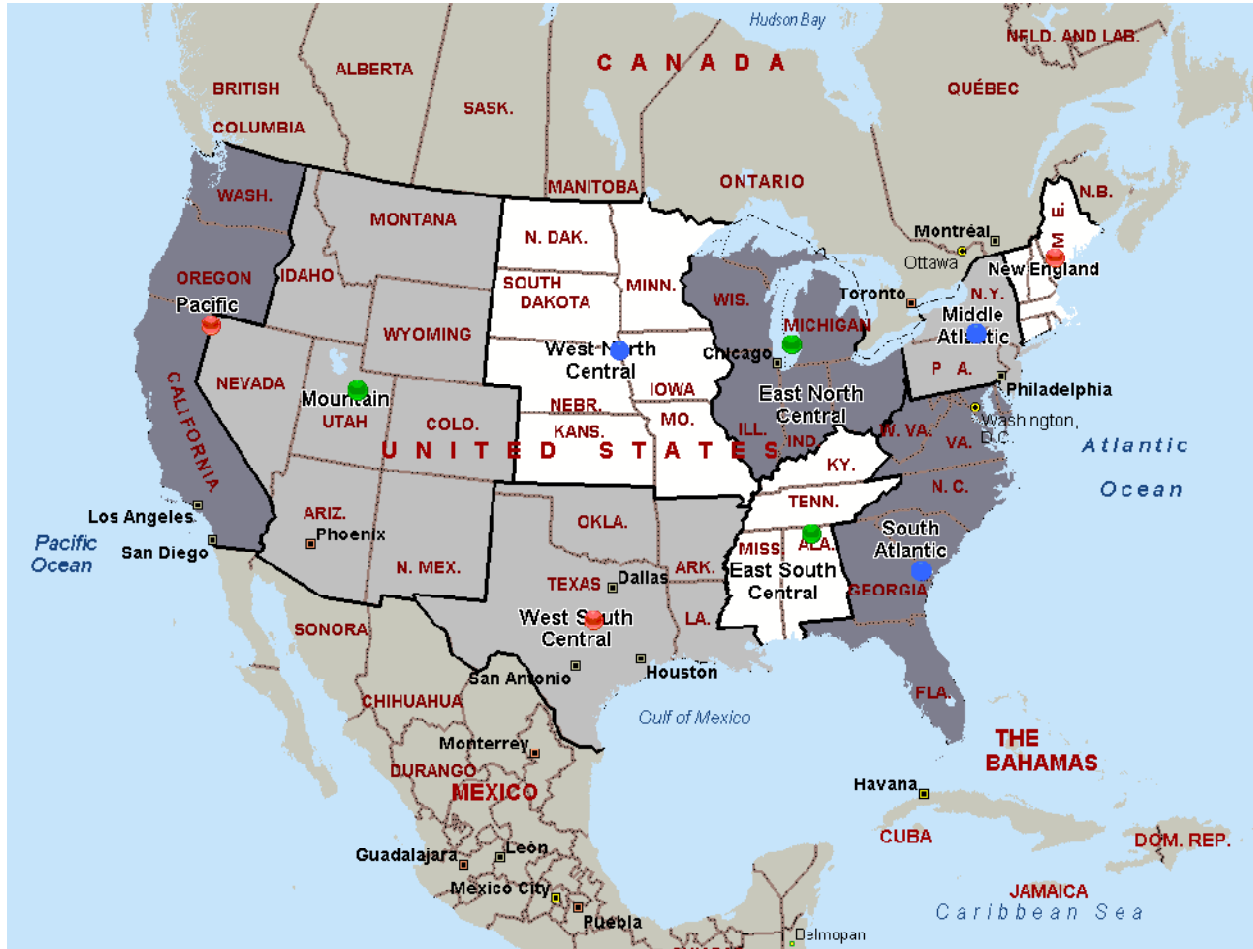 Hudson Bay
NFLD. AND LAB.
CANADA
ALBERTA
BRITISH
COLUMBIA
SASK.
QUÉBEC
MANITOBA
ONTARIO
N.B.
WASH.
MONTANA
N. DAK.
MINN.
M E.
Montréal
Ottawa
New England
OREGON
IDAHO
SOUTH
DAKOTA
WIS.
Toronto
N.Y.
Pacific
WYOMING
MICHIGAN
Middle
Atlantic
West North
Central
Chicago
P A.
Philadelphia
NEVADA
Mountain
UTAH
COLO.
NEBR.
IOWA
East North
Central
CALIFORNIA
KANS.
MO.
ILL.
IND.
W. VA.
VA.
Washington,
D.C.
UNITED STATES
KY.
Atlantic
Ocean
TENN.
N. C.
Los Angeles
San Diego
ARIZ.
Phoenix
OKLA.
South
Atlantic
Pacific
Ocean
N. MEX.
TEXAS
Dallas
ARK.
MISS.
ALA.
East South
Central
GEORGIA
West South
Central
LA.
SONORA
San Antonio
Houston
FLA.
CHIHUAHUA
Gulf of Mexico
Monterrey
DURANGO
MEXICO
THE
BAHAMAS
Havana
CUBA
DOM. REP.
Guadalajara
León
Mexico City
Puebla
JAMAICA
Caribbean Sea
Belmopan